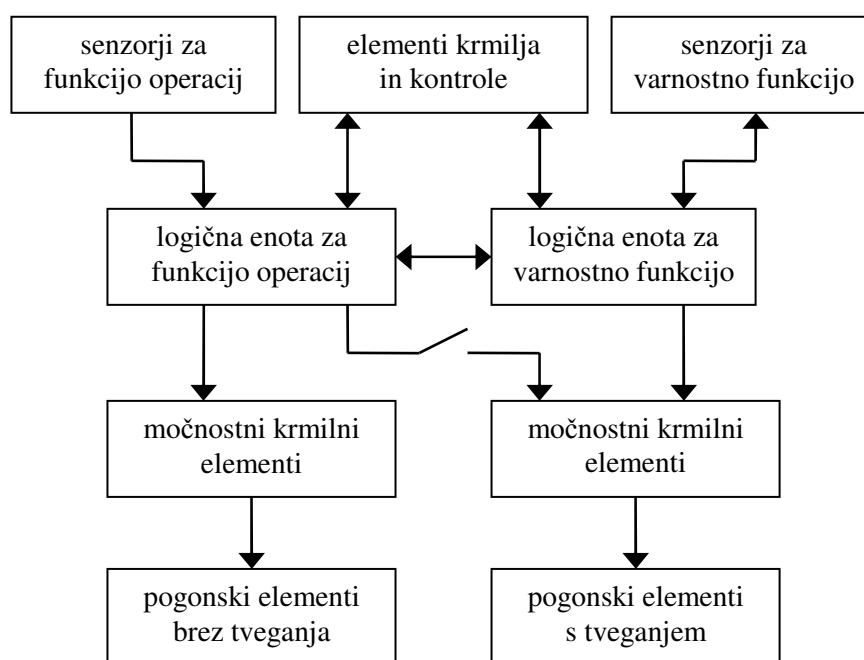 senzorji za
funkcijo operacij
elementi krmilja
in kontrole
senzorji za
varnostno funkcijo
logična enota za
funkcijo operacij
logična enota za
varnostno funkcijo
močnostni krmilni
elementi
močnostni krmilni
elementi
pogonski elementi
brez tveganja
pogonski elementi
s tveganjem